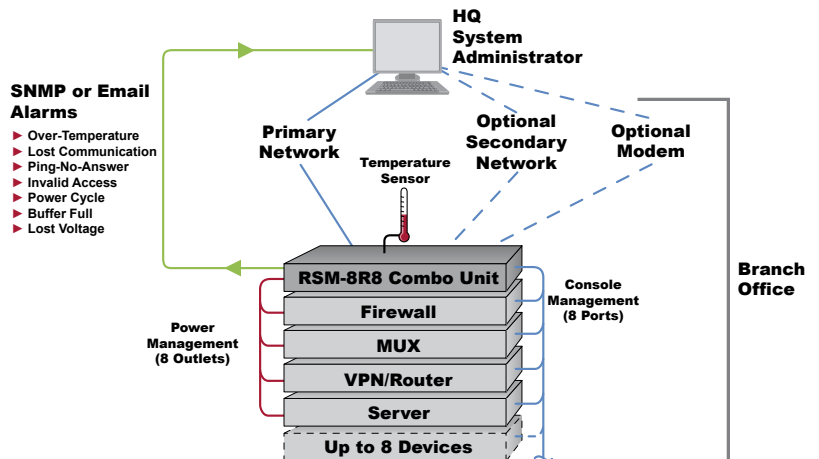 HQ
System
Administrator
SNMP or Email
Alarms
► Over-Temperature
► Lost Communication
► Ping-No-Answer
► Invalid Access
► Power Cycle
► Buffer Full
► Lost Voltage
Primary
Network
Optional
Secondary
Network
Optional
Modem
Temperature
Sensor
Branch
Office
RSM-8R8 Combo Unit
Firewall
MUX
VPN/Router
Server
Up to 8 Devices
Console
Management
(8 Ports)
Power
Management
(8 Outlets)